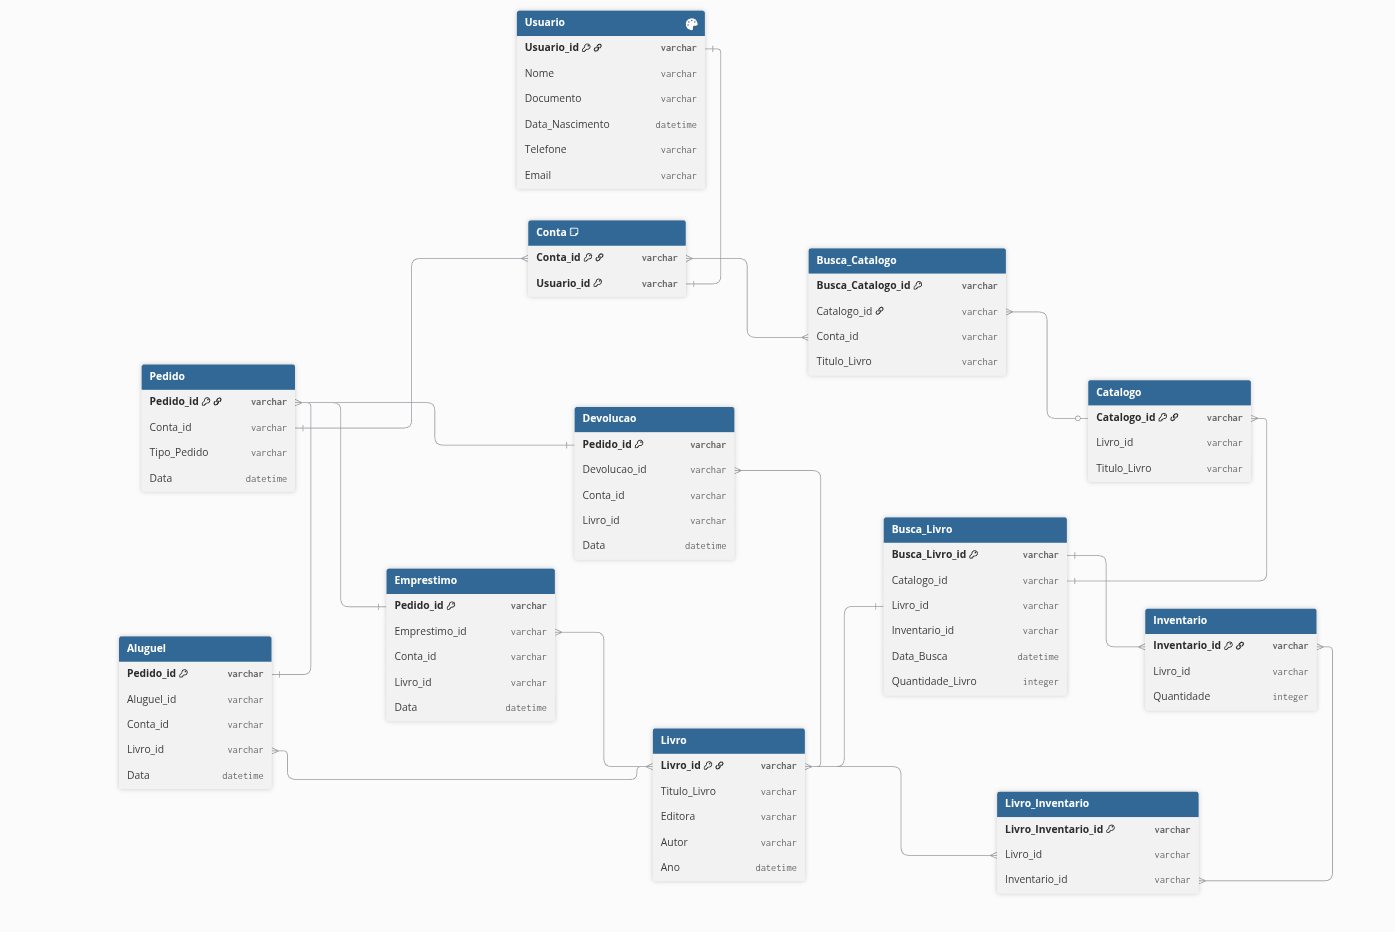 Usuario
Usuario_id varchar
Nome varchar
Documento varchar
Data_Nascimento datetime
Telefone varchar
Email varchar
Conta
Conta_id varchar
Usuario_id varchar
Busca_Catalogo
Busca_Catalogo_id varchar
Catalogo_id varchar
Conta_id varchar
Titulo_Livro varchar
Pedido
Pedido_id varchar
Conta_id varchar
Tipo_Pedido varchar
Data datetime
Catalogo
Catalogo_id varchar
Livro_id varchar
Titulo_Livro varchar
Devolucao
Pedido_id varchar
Devolucao_id varchar
Conta_id varchar
Livro_id varchar
Data datetime
Busca_Livro
Busca_Livro_id varchar
Catalogo_id varchar
Livro_id varchar
Inventario_id varchar
Data_Busca datetime
Quantidade_Livro integer
Emprestimo
Pedido_id varchar
Emprestimo_id varchar
Conta_id varchar
Livro_id varchar
Data datetime
Inventario
Inventario_id varchar
Livro_id varchar
Quantidade integer
Aluguel
Pedido_id varchar
Aluguel_id varchar
Conta_id varchar
Livro_id varchar
Data datetime
Livro
Livro_id varchar
Titulo_Livro varchar
Editora varchar
Autor varchar
Ano datetime
Livro_Inventario
Livro_Inventario_id varchar
Livro_id varchar
Inventario_id varchar